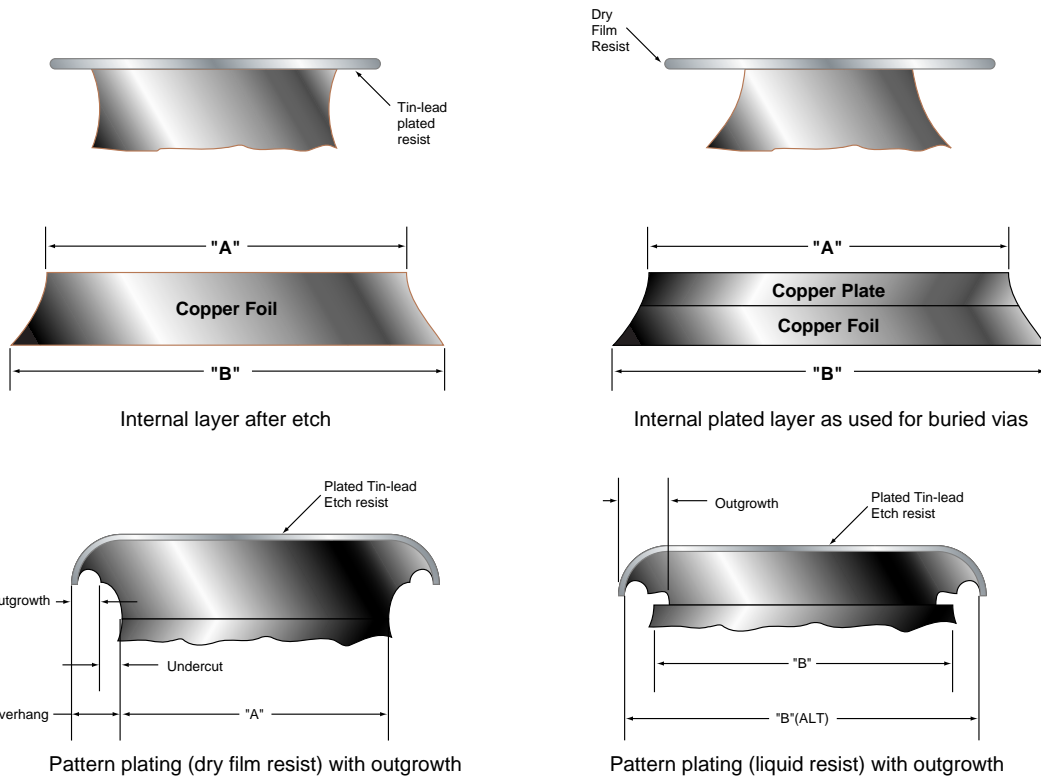 Dry
Film
Resist
Tin-lead
plated
resist
"A"
Copper Foil
"B"
Internal layer after etch
"A"
Copper Plate
Copper Foil
"B"
Internal plated layer as used for buried vias
Plated Tin-lead
Etch resist
utgrowth
Undercut
verhang
"A"
Pattern plating (dry film resist) with outgrowth
Outgrowth
Plated Tin-lead
Etch resist
"B"
"B"(ALT)
Pattern plating (liquid resist) with outgrowth